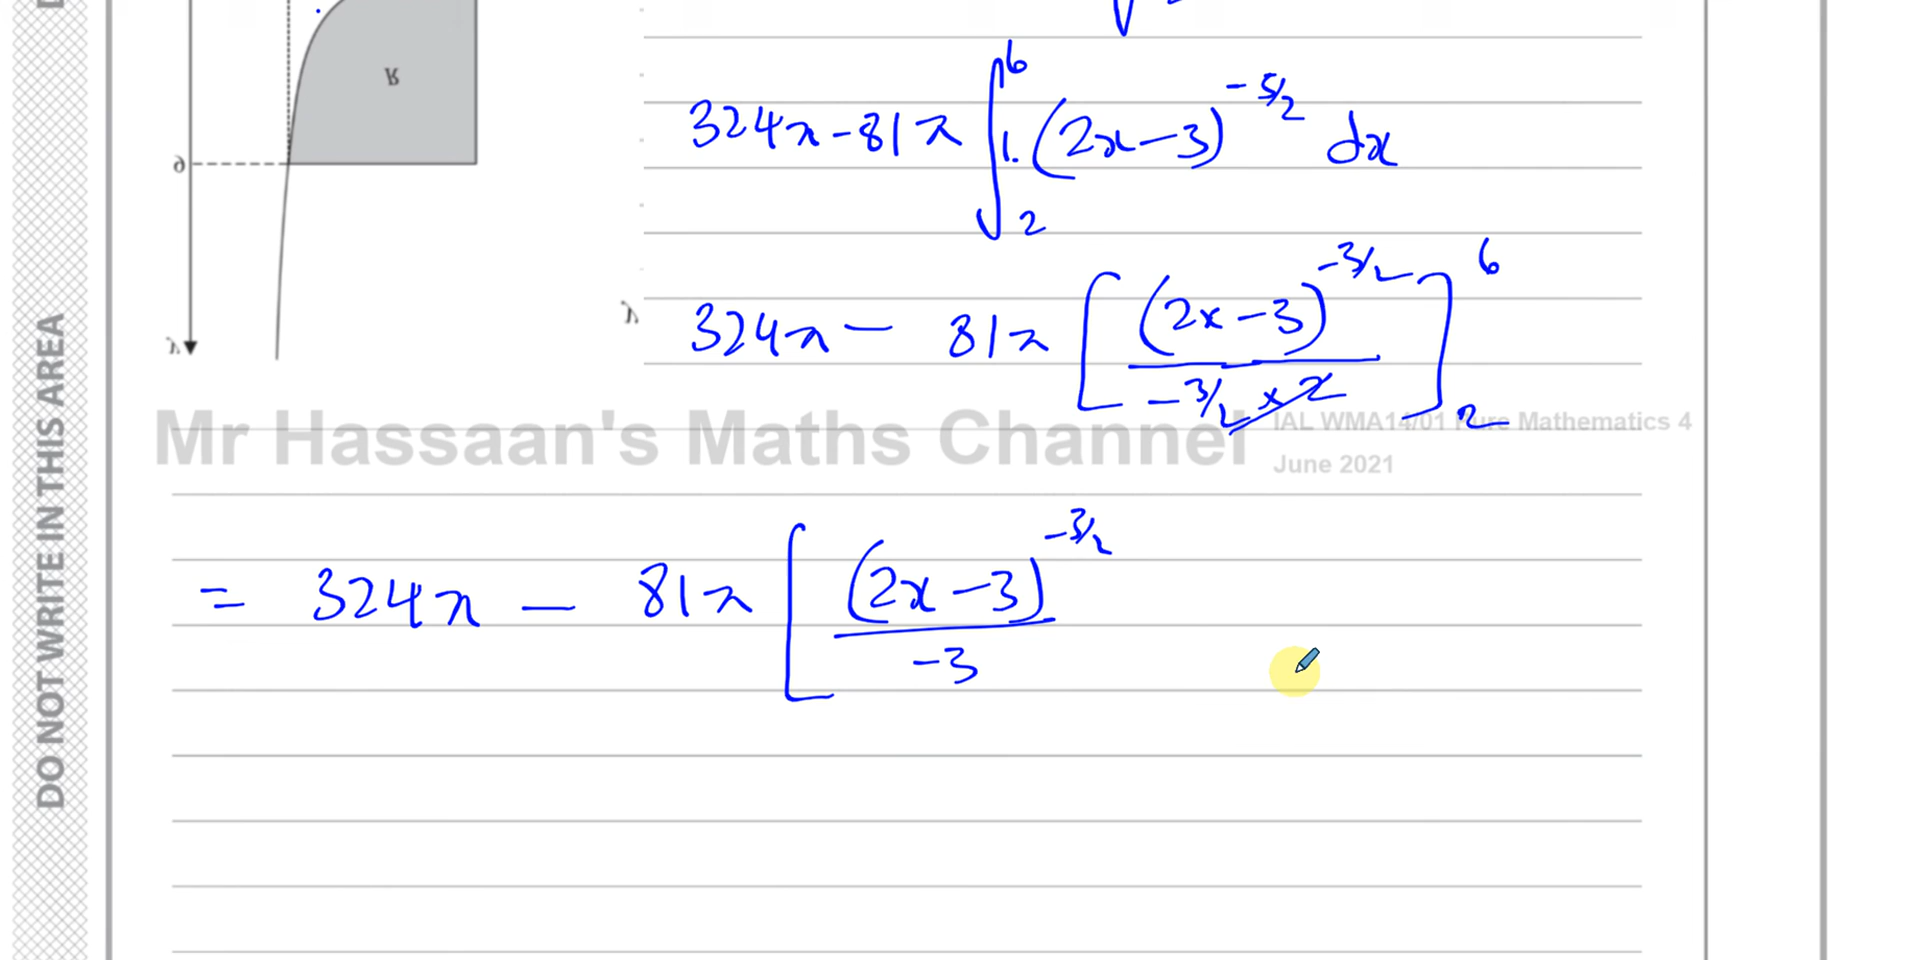 324π - 81π ∫₂⁶ 1.(2x-3)^(-5/2) dx
324π - 81π [(2x-3)^(-3/2) / (-3/2 × 2)]₂⁶
R
6
y
Mr Hassaan's Maths Channel
IAL WMA14/01 Pure Mathematics 4
June 2021
= 324π - 81π [(2x-3)^(-3/2) / -3
DO NOT WRITE IN THIS AREA